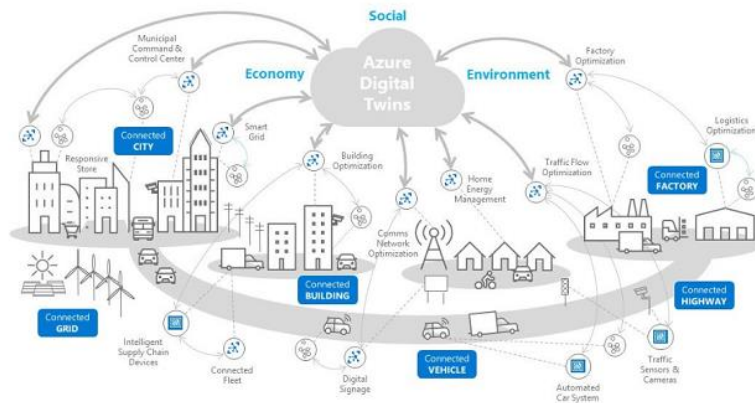 Social
Municipal
Command &
Control Center
Economy
Azure
Digital
Twins
Environment
Factory
Optimization
Connected
CITY
Smart
Grid
Responsive
Store
Building
Optimization
Home
Energy
Management
Traffic Flow
Optimization
Logistics
Optimization
Connected
FACTORY
Comms
Network
Optimization
Connected
GRID
Connected
BUILDING
Connected
HIGHWAY
Intelligent
Supply Chain
Devices
Connected
Fleet
Digital
Signage
Connected
VEHICLE
Automated
Car System
Traffic
Sensors &
Cameras